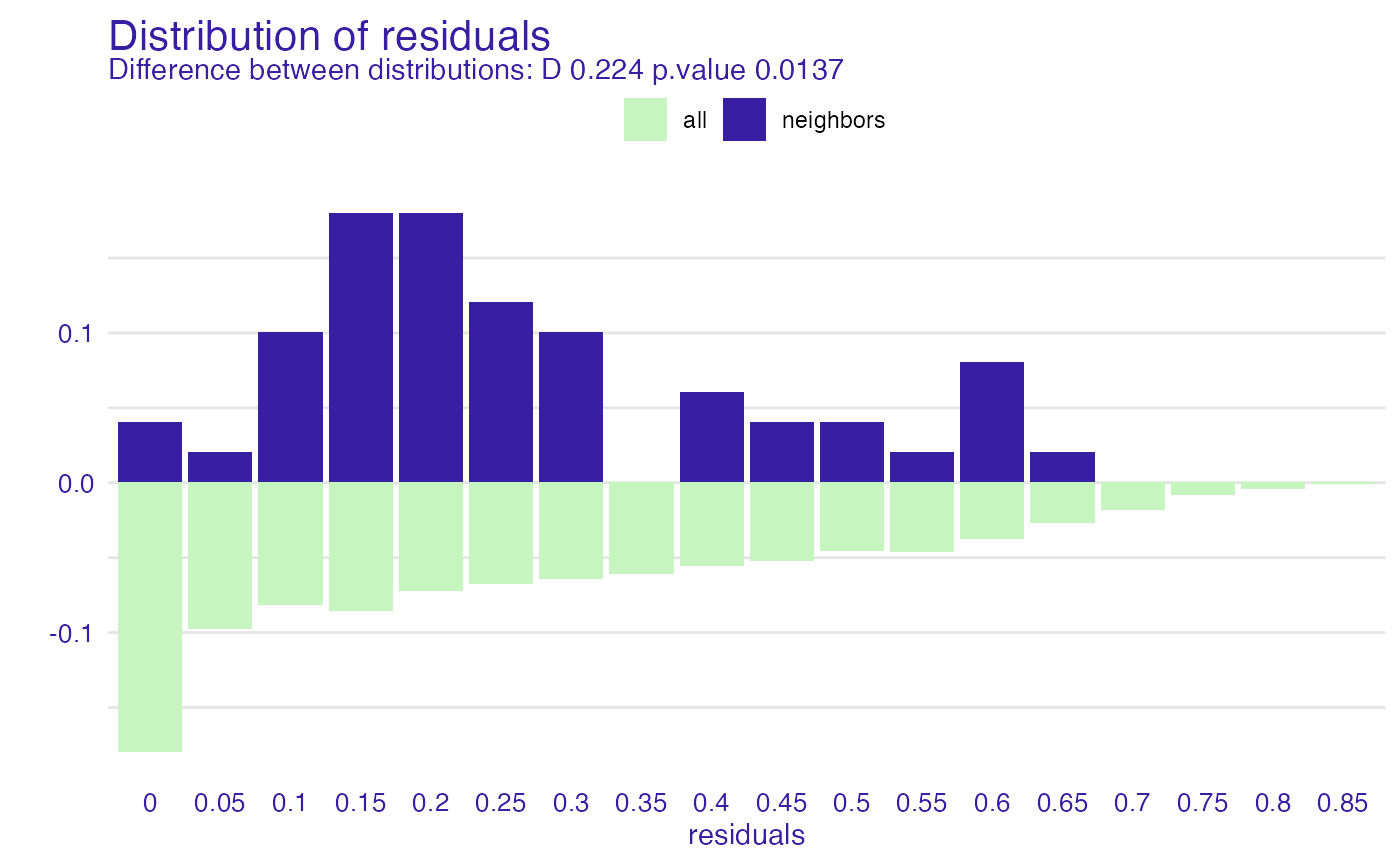 Distribution of residuals
Difference between distributions: D 0.224 p.value 0.0137
all neighbors
0.1
0.0
-0.1
0 0.05 0.1 0.15 0.2 0.25 0.3 0.35 0.4 0.45 0.5 0.55 0.6 0.65 0.7 0.75 0.8 0.85
residuals